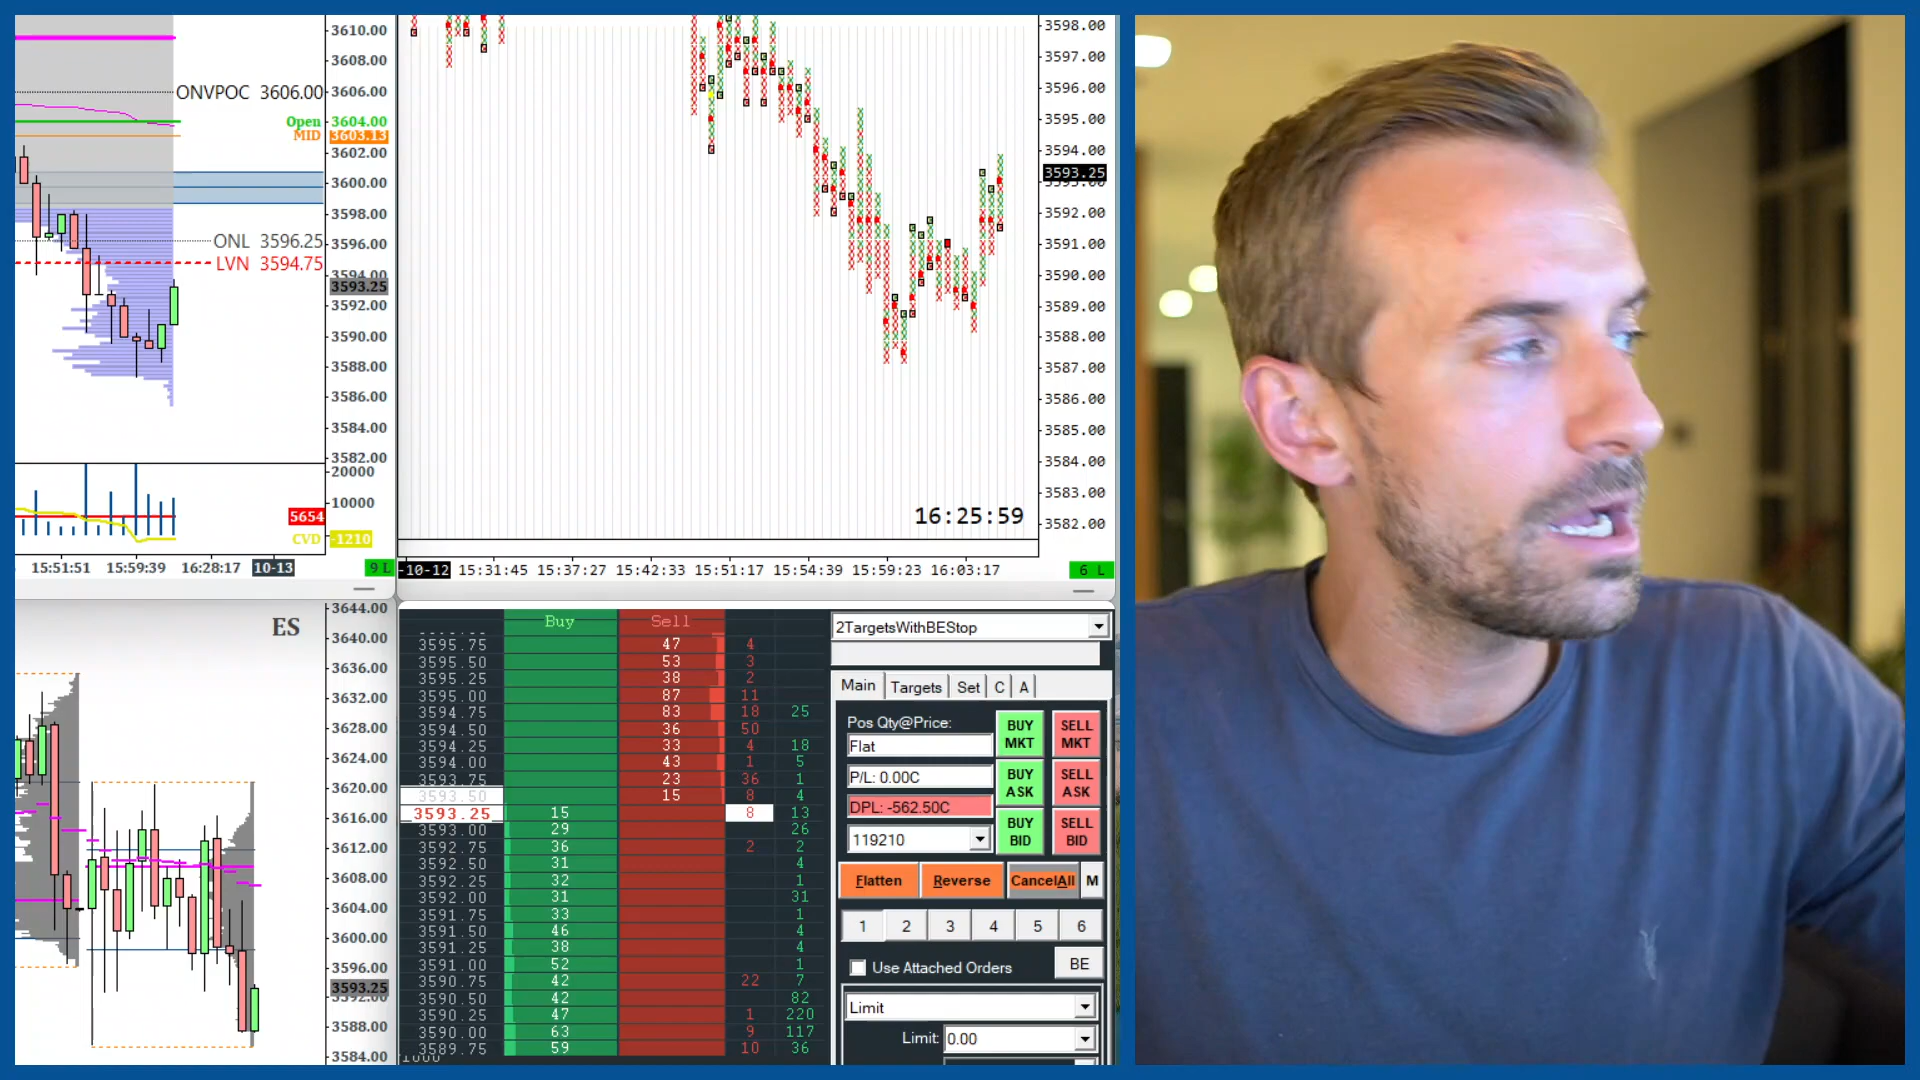 3610.00
3608.00
ONVPOC 3606.00
3606.00
Open
3604.00
MID
3603.13
3602.00
3600.00
3598.00
ONL 3596.25
3596.00
LVN 3594.75
3594.00
3593.25
3592.00
3590.00
3588.00
3586.00
3584.00
3582.00
20000
10000
5654
CVD
-1210
15:51:51 15:59:39 16:28:17 10-13
9 L
3598.00
3597.00
3596.00
3595.00
3594.00
3593.25
3592.00
3591.00
3590.00
3589.00
3588.00
3587.00
3586.00
3585.00
3584.00
3583.00
3582.00
16:25:59
-10-12 15:31:45 15:37:27 15:42:33 15:51:17 15:54:39 15:59:23 16:03:17
6 L
ES
3644.00
3640.00
3636.00
3632.00
3628.00
3624.00
3620.00
3616.00
3612.00
3608.00
3604.00
3600.00
3596.00
3593.25
3592.00
3588.00
3584.00
Buy Sell
3595.75 47 4
3595.50 53 3
3595.25 38 2
3595.00 87 11
3594.75 83 18 25
3594.50 36 50
3594.25 33 4 18
3594.00 43 1 5
3593.75 23 36 1
3593.50 15 8 4
3593.25 15 8 13
3593.00 29 26
3592.75 36 2 2
3592.50 31 4
3592.25 32 1
3592.00 31 31
3591.75 33 1
3591.50 46 4
3591.25 38 4
3591.00 52 1
3590.75 42 22 7
3590.50 42 82
3590.25 47 1 220
3590.00 63 9 117
3589.75 59 10 36
2TargetsWithBEStop
Main Targets Set C A
Pos Qty@Price:
Flat
P/L: 0.00C
DPL: -562.50C
119210
BUY MKT
SELL MKT
BUY ASK
SELL ASK
BUY BID
SELL BID
Flatten Reverse CancelAll M
1 2 3 4 5 6
Use Attached Orders
BE
Limit
Limit: 0.00